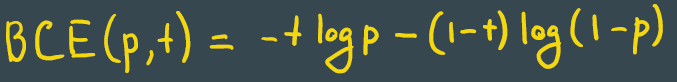 BCE(p,t) = -t log p - (1-t) log (1-p)